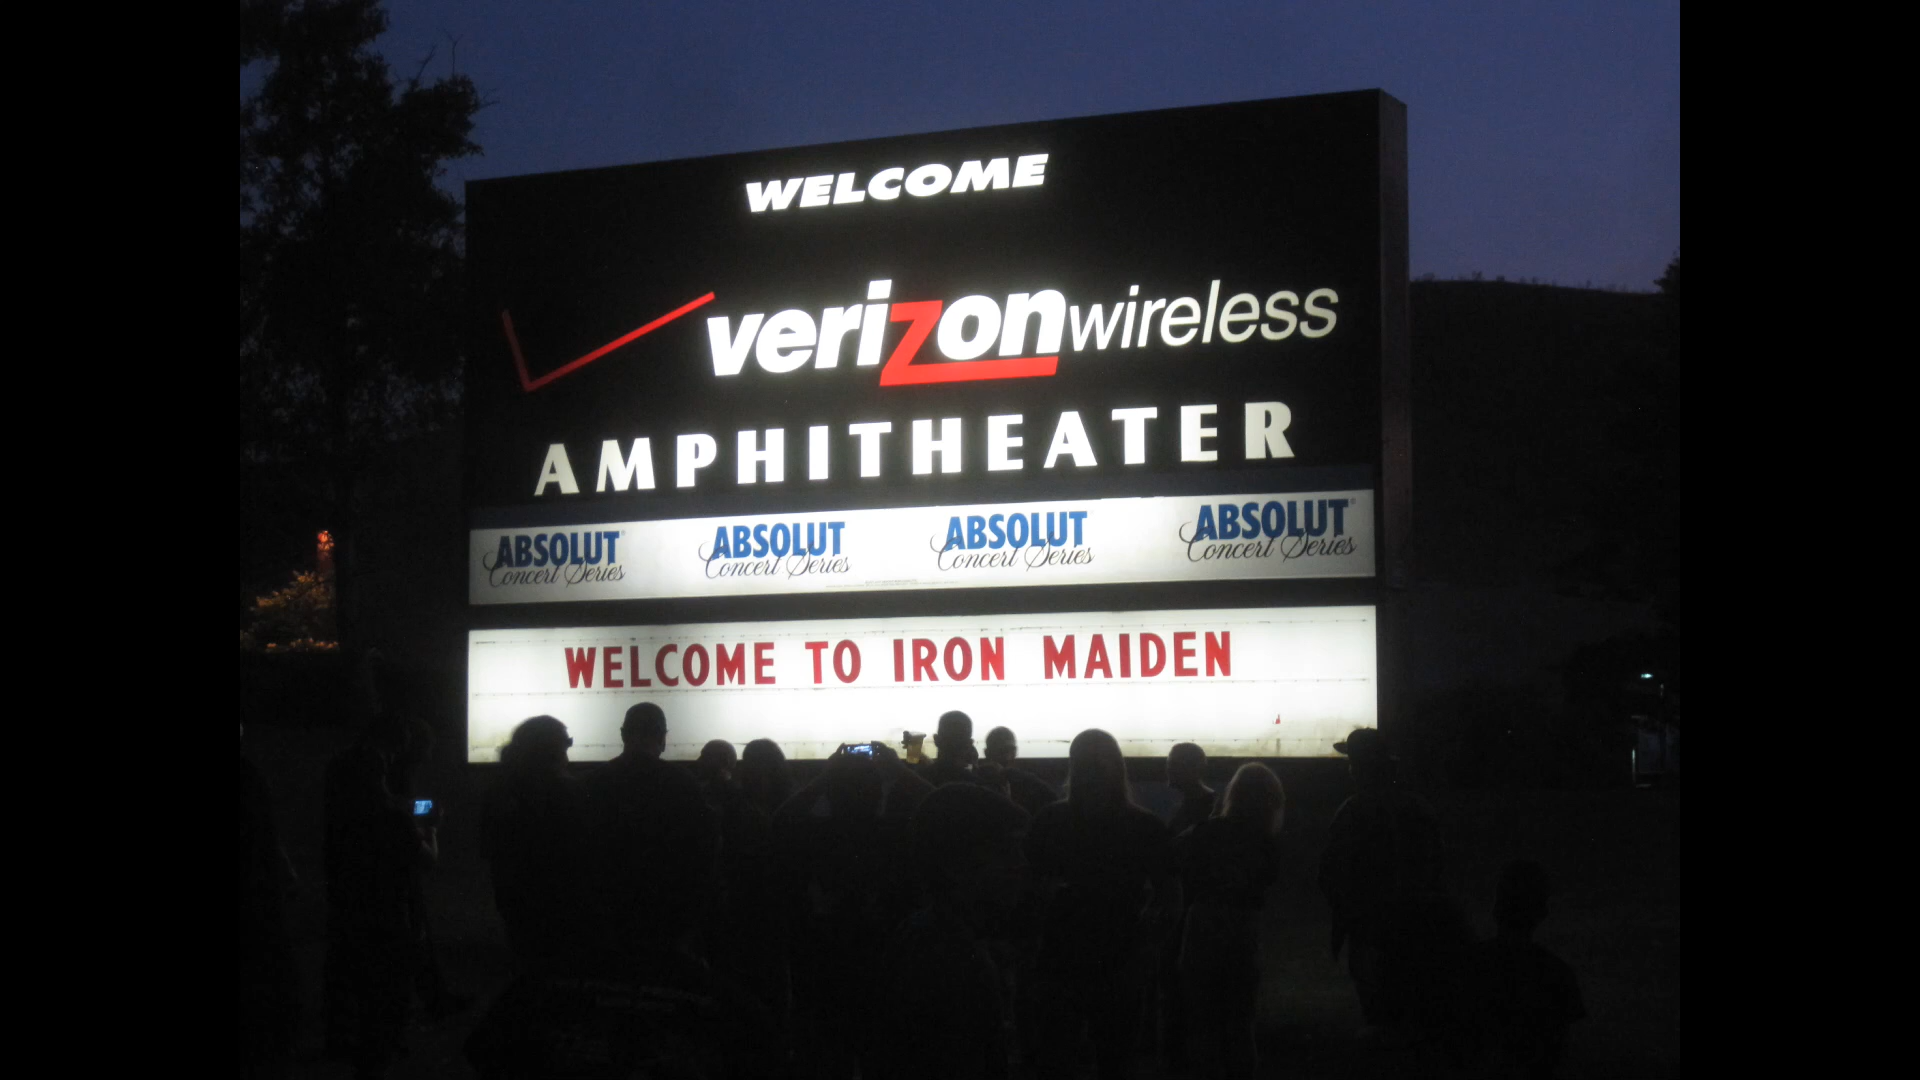 WELCOME
verizonwireless
AMPHITHEATER
ABSOLUT ABSOLUT ABSOLUT ABSOLUT
Concert Series Concert Series Concert Series Concert Series
WELCOME TO IRON MAIDEN